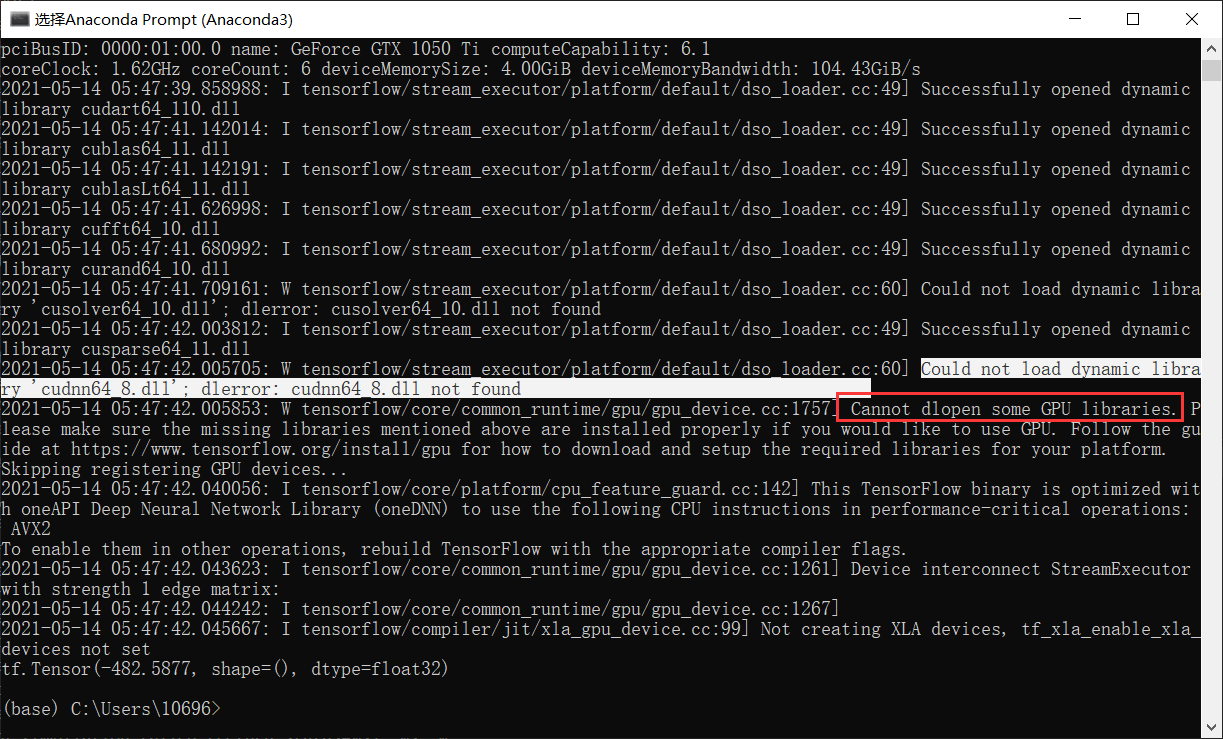 选择Anaconda Prompt (Anaconda3)
pciBusID: 0000:01:00.0 name: GeForce GTX 1050 Ti computeCapability: 6.1
coreClock: 1.62GHz coreCount: 6 deviceMemorySize: 4.00GiB deviceMemoryBandwidth: 104.43GiB/s
2021-05-14 05:47:39.858988: I tensorflow/stream_executor/platform/default/dso_loader.cc:49] Successfully opened dynamic
library cudart64_110.dll
2021-05-14 05:47:41.142014: I tensorflow/stream_executor/platform/default/dso_loader.cc:49] Successfully opened dynamic
library cublas64_11.dll
2021-05-14 05:47:41.142191: I tensorflow/stream_executor/platform/default/dso_loader.cc:49] Successfully opened dynamic
library cublasLt64_11.dll
2021-05-14 05:47:41.626998: I tensorflow/stream_executor/platform/default/dso_loader.cc:49] Successfully opened dynamic
library cufft64_10.dll
2021-05-14 05:47:41.680992: I tensorflow/stream_executor/platform/default/dso_loader.cc:49] Successfully opened dynamic
library curand64_10.dll
2021-05-14 05:47:41.709161: W tensorflow/stream_executor/platform/default/dso_loader.cc:60] Could not load dynamic libra
ry 'cusolver64_10.dll'; dlerror: cusolver64_10.dll not found
2021-05-14 05:47:42.003812: I tensorflow/stream_executor/platform/default/dso_loader.cc:49] Successfully opened dynamic
library cusparse64_11.dll
2021-05-14 05:47:42.005705: W tensorflow/stream_executor/platform/default/dso_loader.cc:60] Could not load dynamic libra
ry 'cudnn64_8.dll'; dlerror: cudnn64_8.dll not found
2021-05-14 05:47:42.005853: W tensorflow/core/common_runtime/gpu/gpu_device.cc:1757] Cannot dlopen some GPU libraries. P
lease make sure the missing libraries mentioned above are installed properly if you would like to use GPU. Follow the gu
ide at https://www.tensorflow.org/install/gpu for how to download and setup the required libraries for your platform.
Skipping registering GPU devices...
2021-05-14 05:47:42.040056: I tensorflow/core/platform/cpu_feature_guard.cc:142] This TensorFlow binary is optimized wit
h oneAPI Deep Neural Network Library (oneDNN) to use the following CPU instructions in performance-critical operations:
AVX2
To enable them in other operations, rebuild TensorFlow with the appropriate compiler flags.
2021-05-14 05:47:42.043623: I tensorflow/core/common_runtime/gpu/gpu_device.cc:1261] Device interconnect StreamExecutor
with strength 1 edge matrix:
2021-05-14 05:47:42.044242: I tensorflow/core/common_runtime/gpu/gpu_device.cc:1267]
2021-05-14 05:47:42.045667: I tensorflow/compiler/jit/xla_gpu_device.cc:99] Not creating XLA devices, tf_xla_enable_xla_
devices not set
tf.Tensor(-482.5877, shape=(), dtype=float32)
(base) C:\Users\10696>